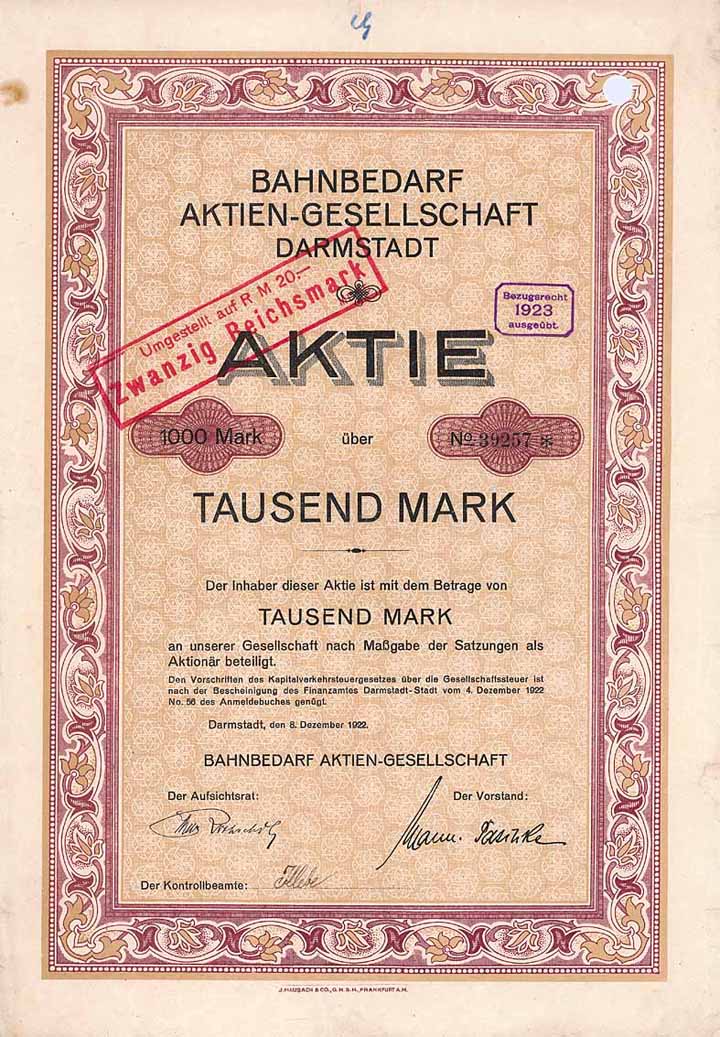 BAHNBEDARF
AKTIEN-GESELLSCHAFT
DARMSTADT
Umgestellt auf R M 20.—
Zwanzig Reichsmark
Bezugsrecht
1923
ausgeübt.
AKTIE
1000 Mark über No 39257 *
TAUSEND MARK
Der Inhaber dieser Aktie ist mit dem Betrage von
TAUSEND MARK
an unserer Gesellschaft nach Maßgabe der Satzungen als
Aktionär beteiligt.
Den Vorschriften des Kapitalverkehrsteuergesetzes über die Gesellschaftssteuer ist
nach der Bescheinigung des Finanzamtes Darmstadt-Stadt vom 4. Dezember 1922
No. 56 des Anmeldebuches genügt.
Darmstadt, den 8. Dezember 1922.
BAHNBEDARF AKTIEN-GESELLSCHAFT
Der Aufsichtsrat: Der Vorstand:
Der Kontrollbeamte:
J. MAUBACH & CO., G.M.B.H., FRANKFURT A.M.